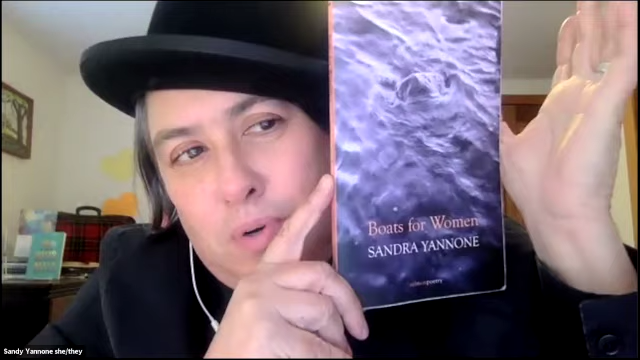 Boats for Women
SANDRA YANNONE
salmonpoetry
Sandy Yannone she/they